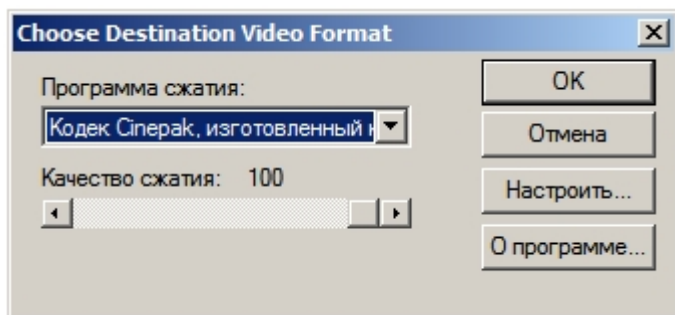 Choose Destination Video Format
Программа сжатия:
Кодек Cinepak, изготовленный
Качество сжатия: 100
OK
Отмена
Настроить...
О программе...